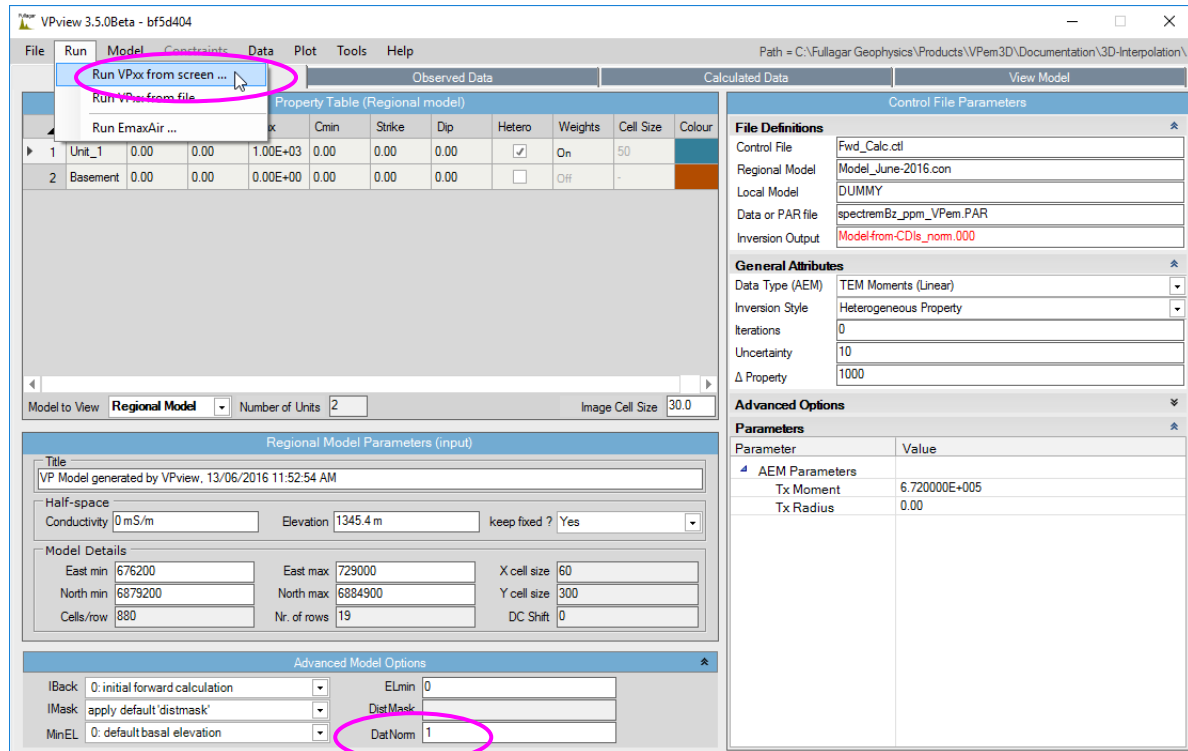 VPview 3.5.0Beta - bf5d404
File Run Model Constraints Data Plot Tools Help
Path = C:\Fullagar Geophysics\Products\VPem3D\Documentation\3D-Interpolation\
Run VPxx from screen ...
Run VPxx from file
Run EmaxAir ...
Observed Data Calculated Data View Model
Property Table (Regional model)
Cmin Strike Dip Hetero Weights Cell Size Colour
1 Unit_1 0.00 0.00 1.00E+03 0.00 0.00 0.00 On 50
2 Basement 0.00 0.00 0.00E+00 0.00 0.00 0.00 Off -
Model to View Regional Model Number of Units 2 Image Cell Size 30.0
Regional Model Parameters (input)
Title
VP Model generated by VPview, 13/06/2016 11:52:54 AM
Half-space
Conductivity 0 mS/m Elevation 1345.4 m keep fixed ? Yes
Model Details
East min 676200 East max 729000 X cell size 60
North min 6879200 North max 6884900 Y cell size 300
Cells/row 880 Nr. of rows 19 DC Shift 0
Advanced Model Options
IBack 0: initial forward calculation ELmin 0
IMask apply default 'distmask' DistMask
MinEL 0: default basal elevation DatNorm 1
Control File Parameters
File Definitions
Control File Fwd_Calc.ctl
Regional Model Model_June-2016.con
Local Model DUMMY
Data or PAR file spectremBz_ppm_VPem.PAR
Inversion Output Model-from-CDIs_norm.000
General Attributes
Data Type (AEM) TEM Moments (Linear)
Inversion Style Heterogeneous Property
Iterations 0
Uncertainty 10
Δ Property 1000
Advanced Options
Parameters
Parameter Value
AEM Parameters
Tx Moment 6.720000E+005
Tx Radius 0.00